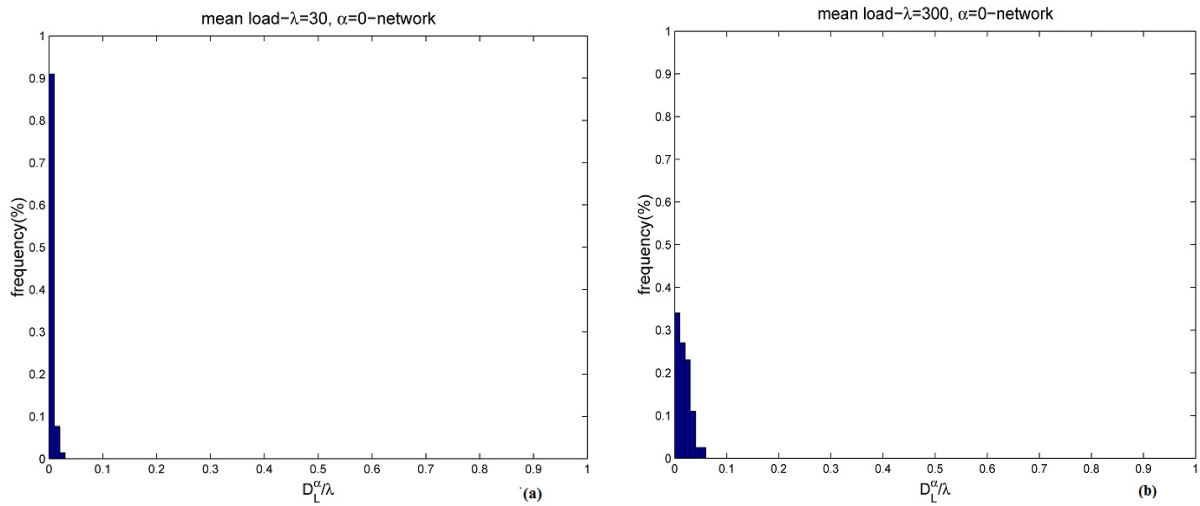 mean load−λ=30, α=0−network
1
0.9
0.8
0.7
0.6
0.5
0.4
0.3
0.2
0.1
0
frequency(%)
0 0.1 0.2 0.3 0.4 0.5 0.6 0.7 0.8 0.9 1
D_L^α/λ
(a)
mean load−λ=300, α=0−network
1
0.9
0.8
0.7
0.6
0.5
0.4
0.3
0.2
0.1
0
frequency(%)
0 0.1 0.2 0.3 0.4 0.5 0.6 0.7 0.8 0.9 1
D_L^α/λ
(b)